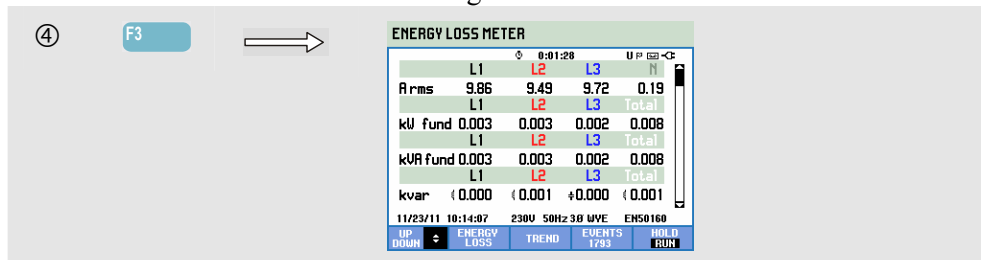 ④ F3
ENERGY LOSS METER
0:01:28 U
L1 L2 L3 N
A rms 9.86 9.49 9.72 0.19
L1 L2 L3 Total
kW fund 0.003 0.003 0.002 0.008
L1 L2 L3 Total
kVA fund 0.003 0.003 0.002 0.008
L1 L2 L3 Total
kvar 0.000 0.001 0.000 0.001
11/23/11 10:14:07 230V 50Hz 3Ø WYE EN50160
UP ENERGY TREND EVENTS HOLD
DOWN LOSS 1793 RUN